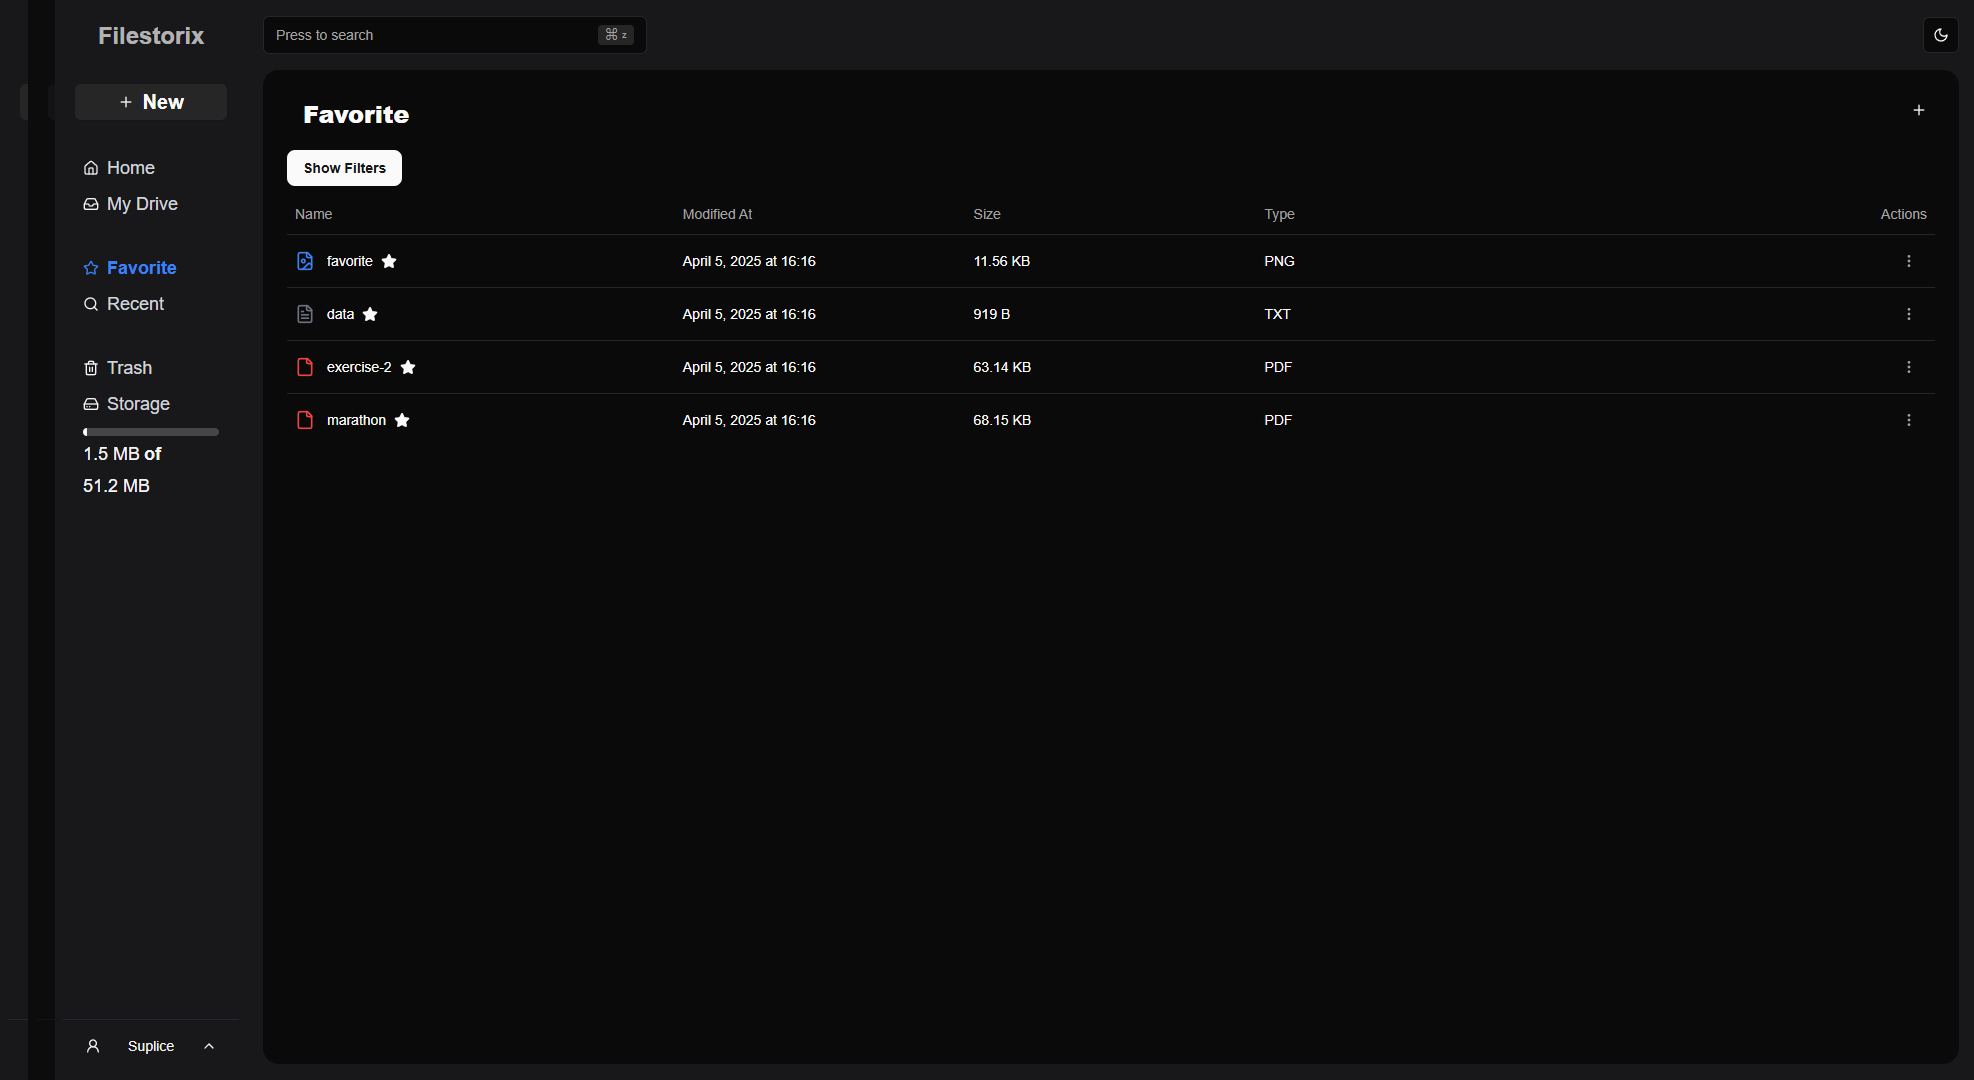 Filestorix
Press to search
⌘ z
+ New
Home
My Drive
Favorite
Recent
Trash
Storage
1.5 MB of
51.2 MB
Suplice
Favorite
+
Show Filters
Name Modified At Size Type Actions
favorite April 5, 2025 at 16:16 11.56 KB PNG
data April 5, 2025 at 16:16 919 B TXT
exercise-2 April 5, 2025 at 16:16 63.14 KB PDF
marathon April 5, 2025 at 16:16 68.15 KB PDF